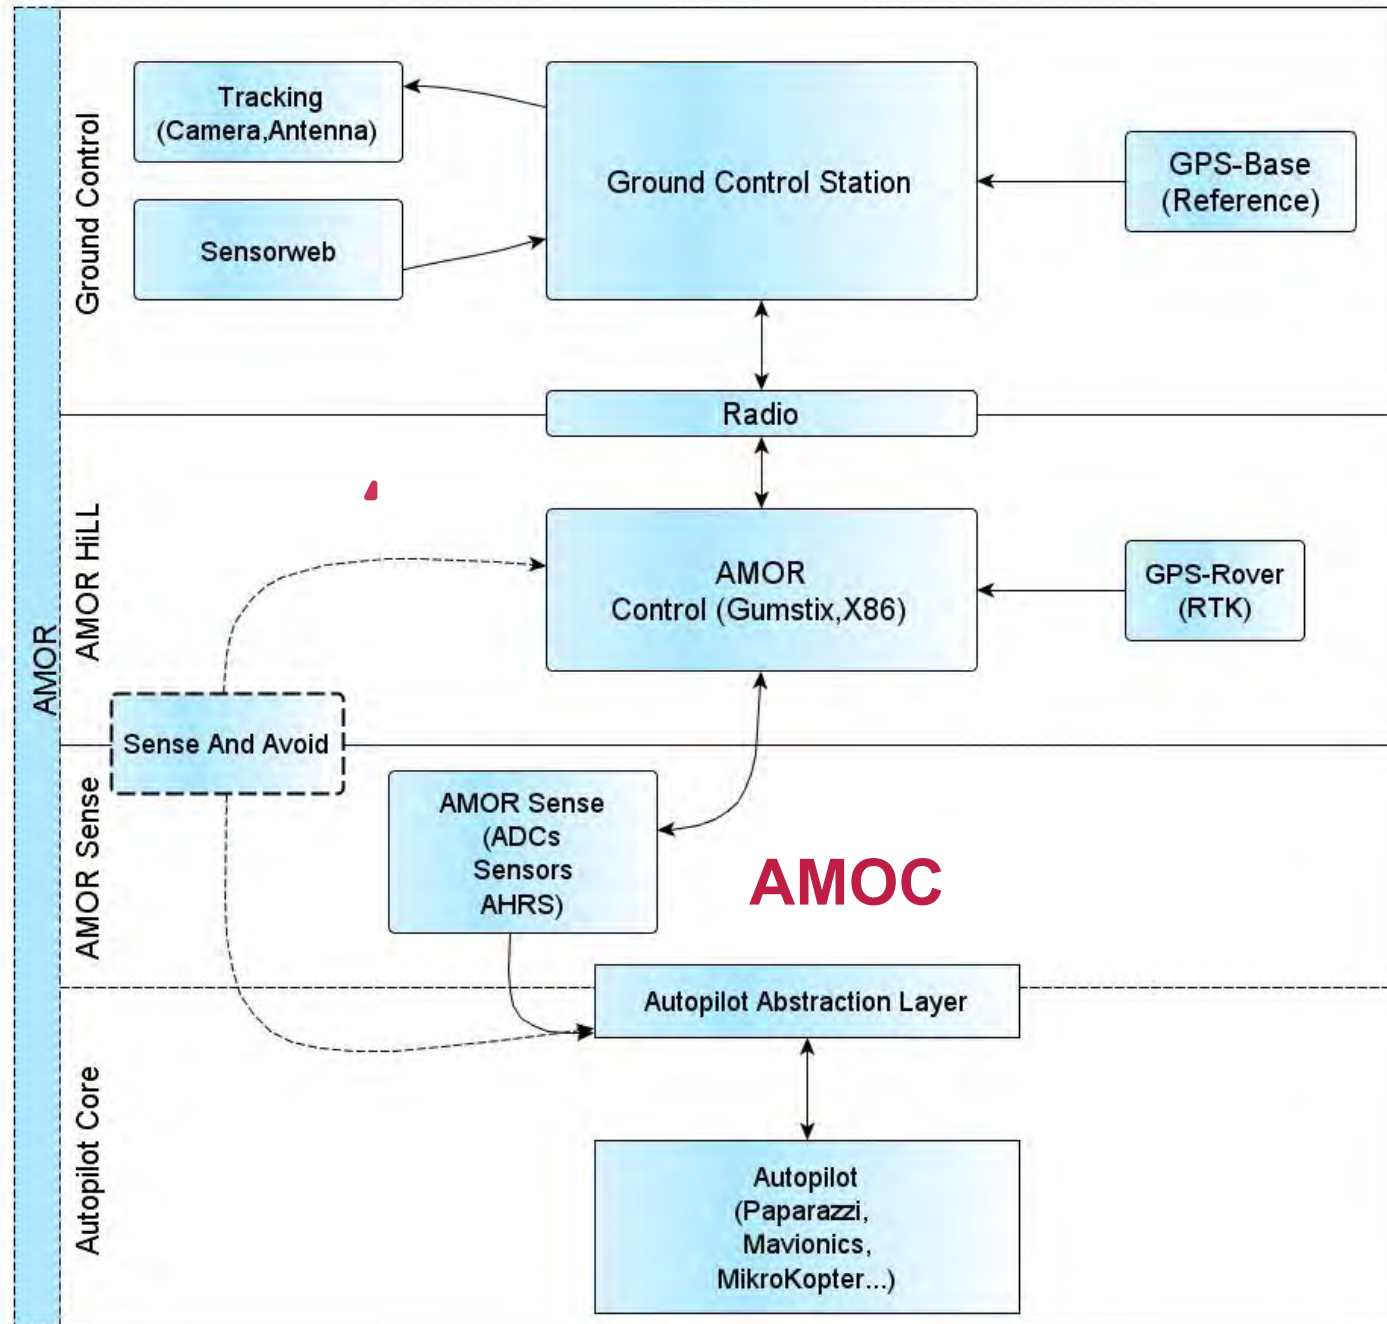 AMOR
Ground Control
Tracking
(Camera,Antenna)
Sensorweb
Ground Control Station
GPS-Base
(Reference)
Radio
AMOR HiLL
AMOR
Control (Gumstix,X86)
GPS-Rover
(RTK)
Sense And Avoid
AMOR Sense
AMOR Sense
(ADCs
Sensors
AHRS)
AMOC
Autopilot Abstraction Layer
Autopilot Core
Autopilot
(Paparazzi,
Mavionics,
MikroKopter...)